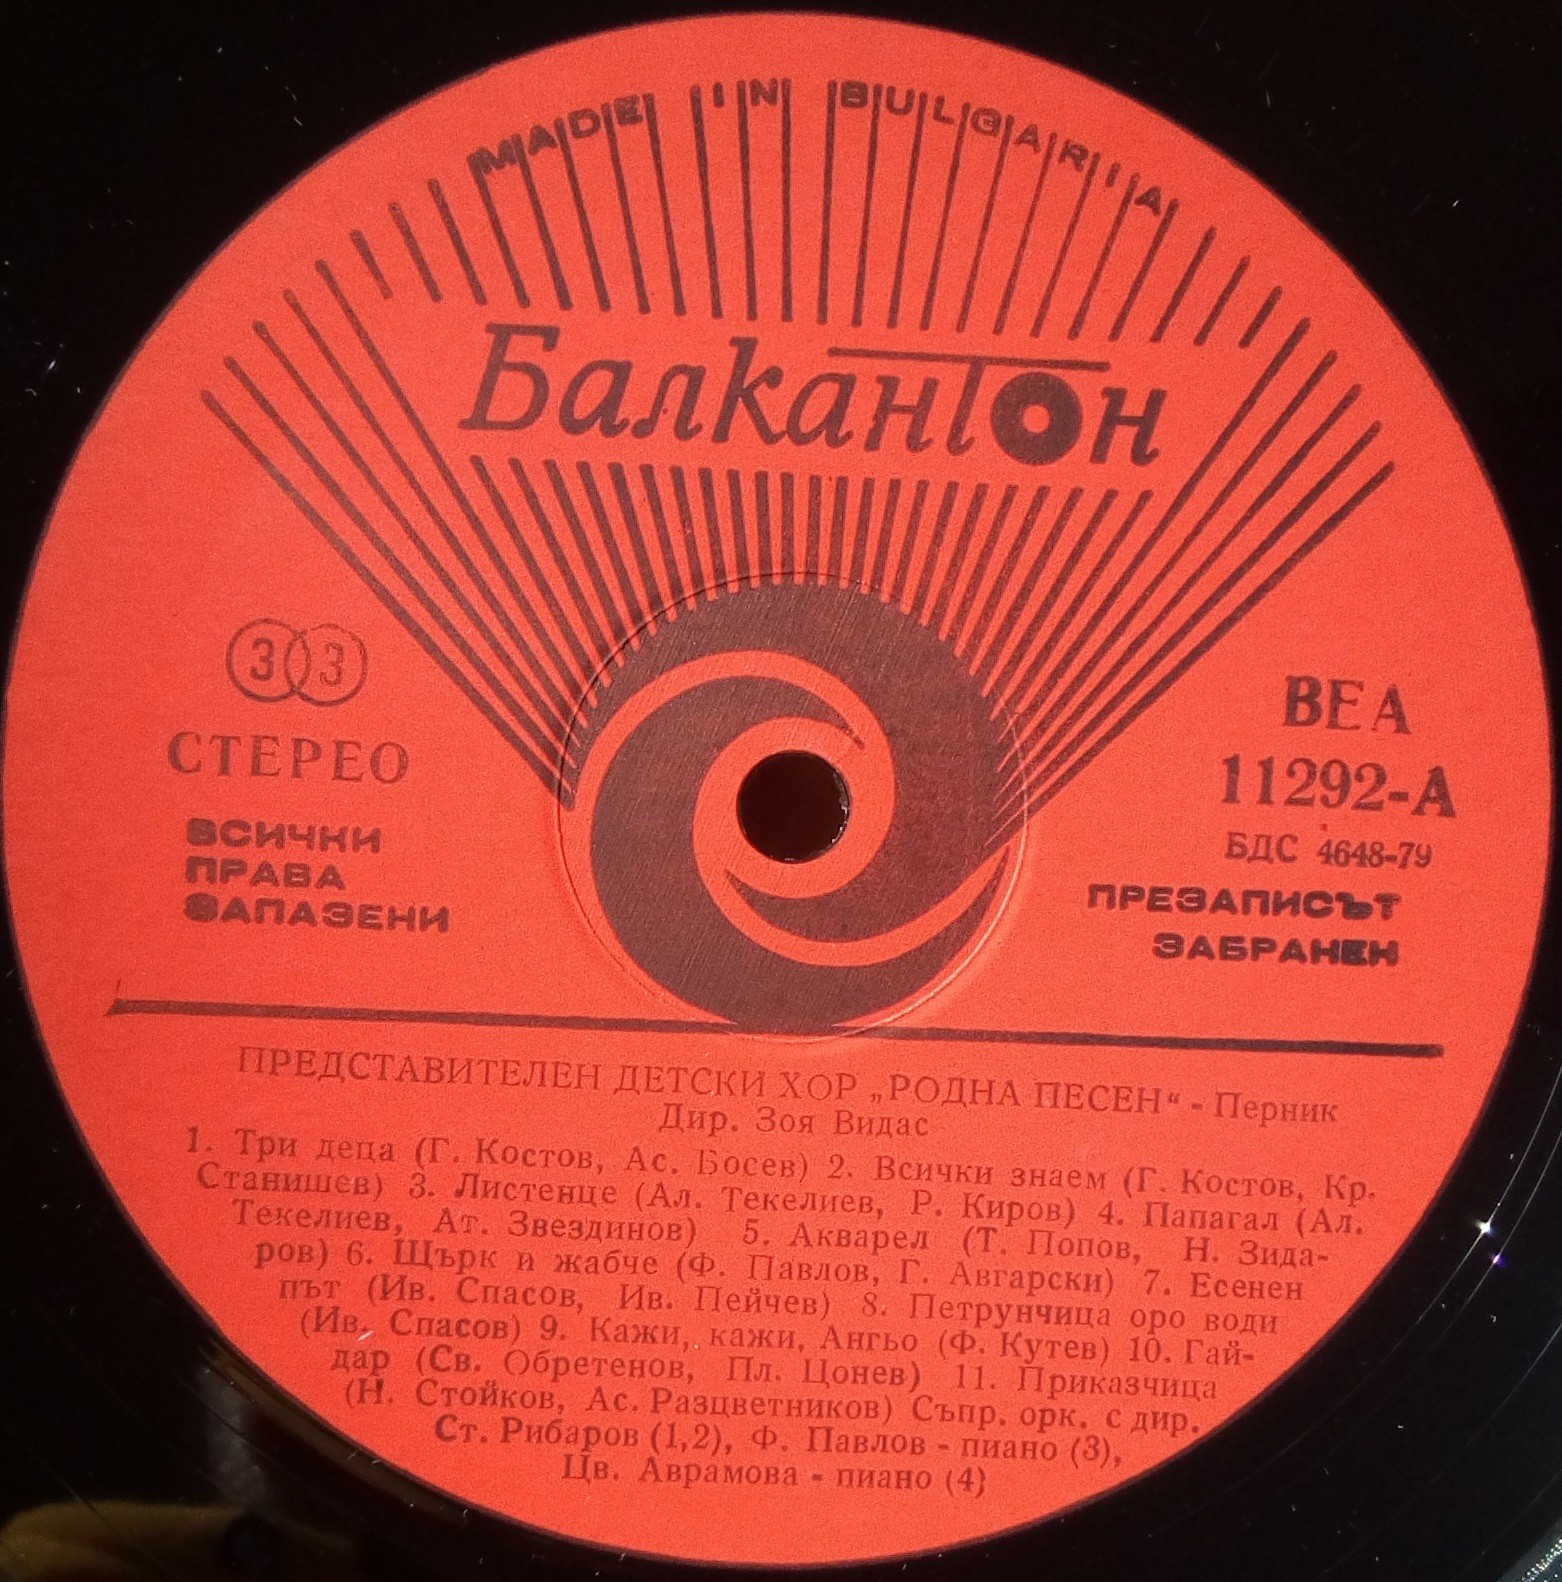 MADE IN BULGARIA
Балкантон
33
СТЕРЕО
ВСИЧКИ
ПРАВА
ЗАПАЗЕНИ
ВЕА
11292-А
БДС 4648-79
ПРЕЗАПИСЪТ
ЗАБРАНЕН
ПРЕДСТАВИТЕЛЕН ДЕТСКИ ХОР „РОДНА ПЕСЕН“ - Перник
Дир. Зоя Видас
1. Три деца (Г. Костов, Ас. Босев) 2. Всички знаем (Г. Костов, Кр.
Станишев) 3. Листенце (Ал. Текелиев, Р. Киров) 4. Папагал (Ал.
Текелиев, Ат. Звездинов) 5. Акварел (Т. Попов, Н. Зида-
ров) 6. Щърк и жабче (Ф. Павлов, Г. Авгарски) 7. Есенен
път (Ив. Спасов, Ив. Пейчев) 8. Петрунчица оро води
(Ив. Спасов) 9. Кажи, кажи, Ангьо (Ф. Кутев) 10. Гай-
дар (Св. Обретенов, Пл. Цонев) 11. Приказчица
(Н. Стойков, Ас. Разцветников) Съпр. орк. с дир.
Ст. Рибаров (1,2), Ф. Павлов - пиано (3),
Цв. Аврамова - пиано (4)